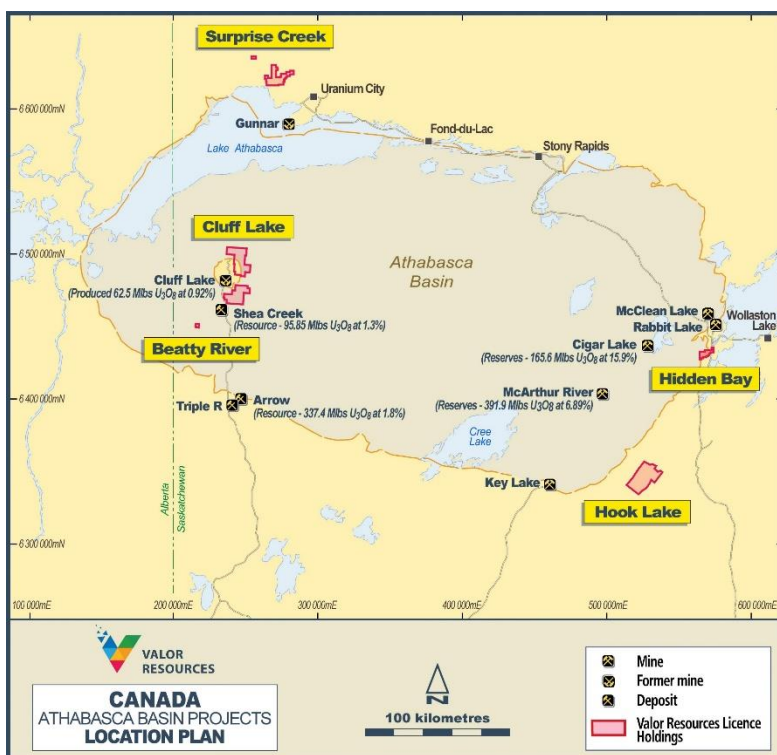 Surprise Creek
Uranium City
6 600 000mN
Gunnar
Fond-du-Lac
Stony Rapids
Lake Athabasca
Cluff Lake
6 500 000mN
Athabasca
Basin
Cluff Lake
(Produced 62.5 Mlbs U₃O₈ at 0.92%)
Shea Creek
(Resource - 95.85 Mlbs U₃O₈ at 1.3%)
McClean Lake
Rabbit Lake
Wollaston
Lake
Beatty River
Cigar Lake
(Reserves - 165.6 Mlbs U₃O₈ at 15.9%)
Hidden Bay
6 400 000mN
Triple R
Arrow
(Resource - 337.4 Mlbs U₃O₈ at 1.8%)
McArthur River
(Reserves - 391.9 Mlbs U₃O₈ at 6.89%)
Cree
Lake
Key Lake
Hook Lake
Alberta
Saskatchewan
6 300 000mN
100 000mE
200 000mE
300 000mE
400 000mE
500 000mE
600 000mE
VALOR
RESOURCES
CANADA
ATHABASCA BASIN PROJECTS
LOCATION PLAN
N
100 kilometres
Mine
Former mine
Deposit
Valor Resources Licence
Holdings